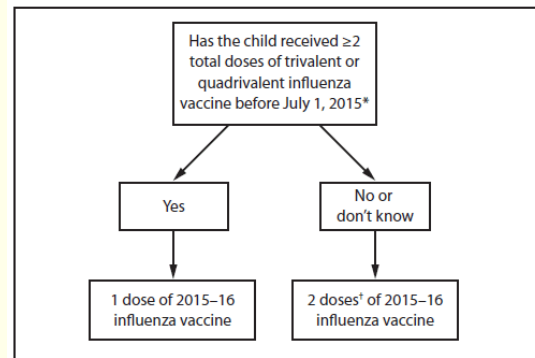 Has the child received ≥2
total doses of trivalent or
quadrivalent influenza
vaccine before July 1, 2015*
Yes
No or
don't know
1 dose of 2015–16
influenza vaccine
2 doses† of 2015–16
influenza vaccine